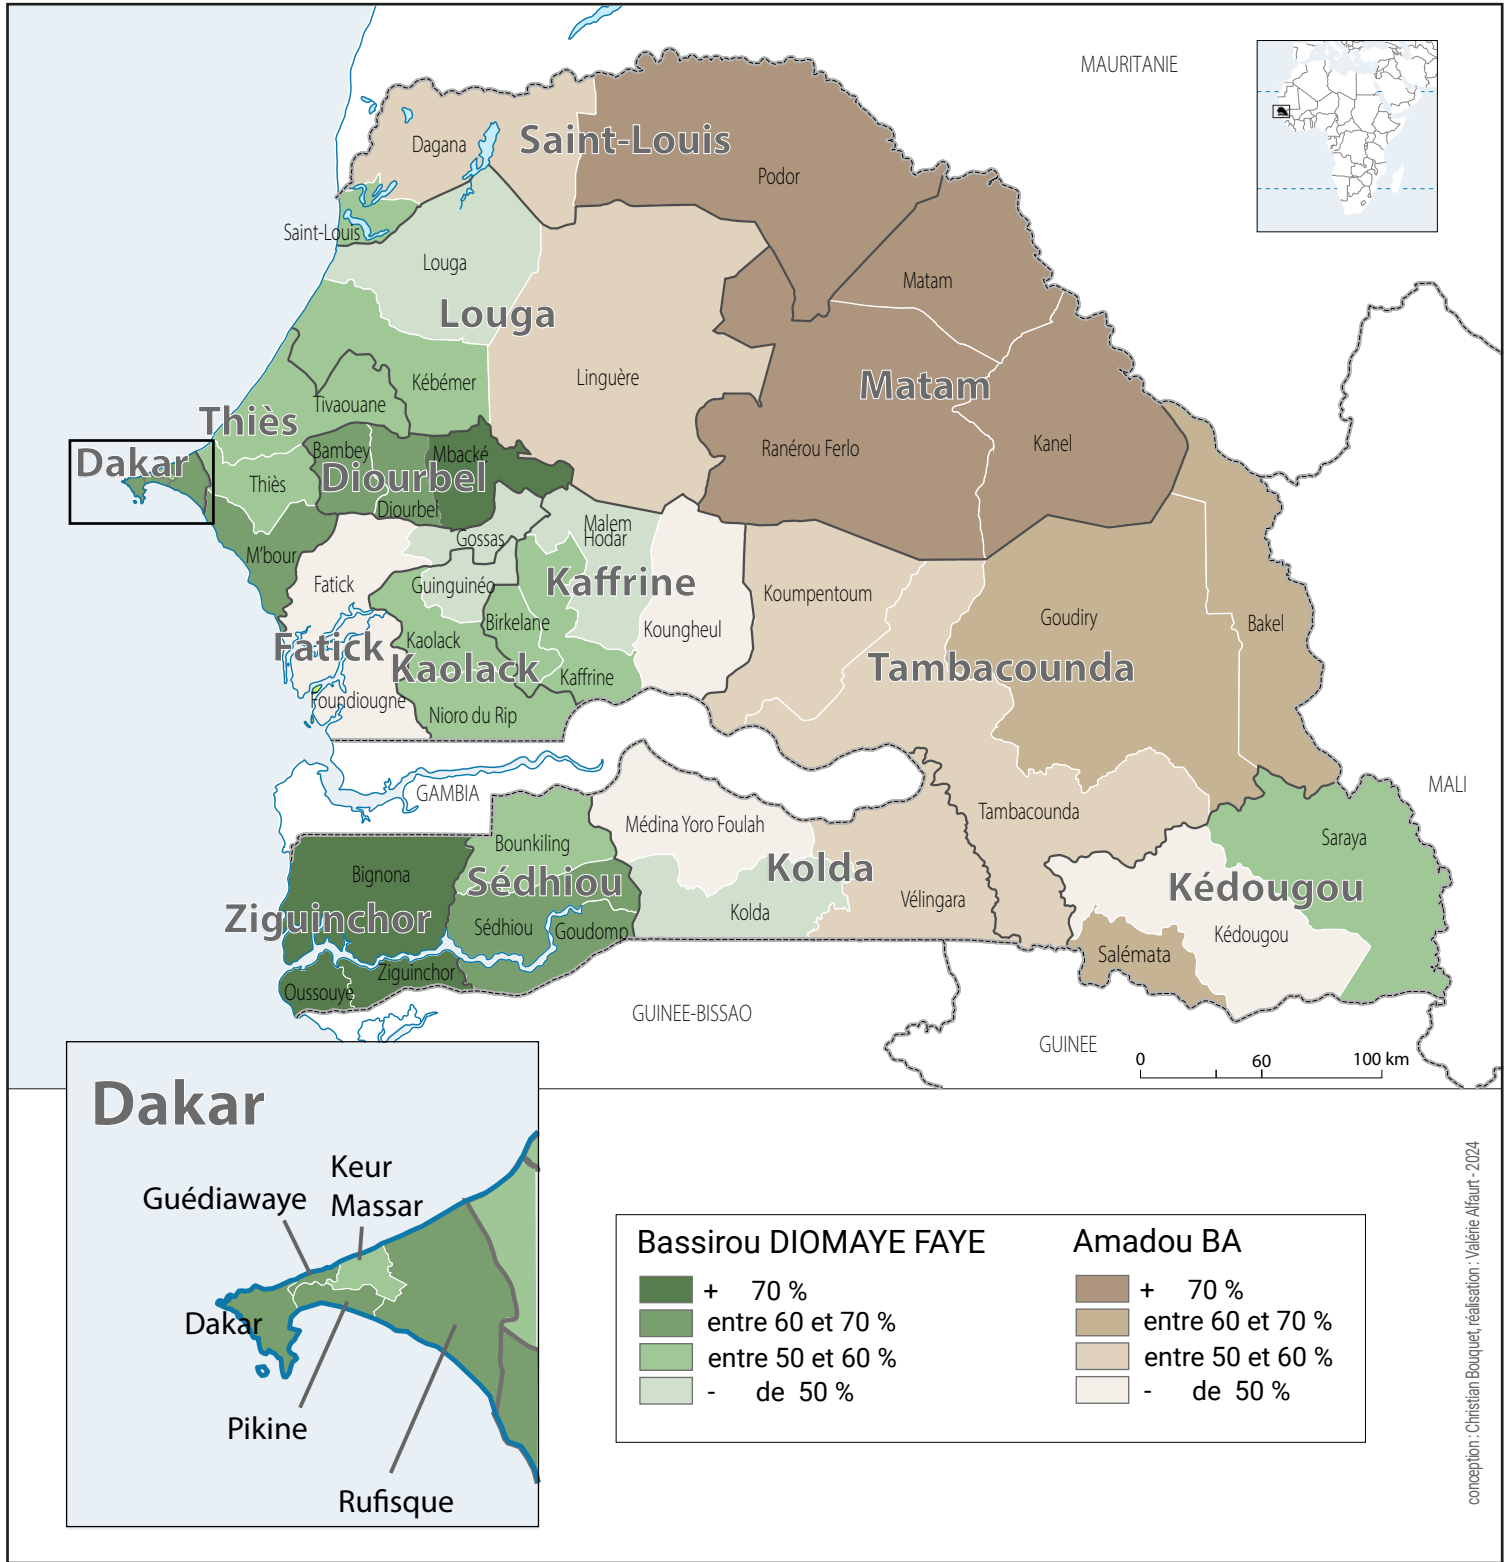 MAURITANIE
Dagana
Saint-Louis
Podor
Saint-Louis
Louga
Matam
Louga
Linguère
Matam
Kébémer
Tivaouane
Thiès
Ranérou Ferlo
Kanel
Dakar
Bambey
Mbacké
Diourbel
Thiès
Diourbel
Malem
Hodar
Gossas
M'bour
Fatick
Guinguinéo
Kaffrine
Koumpentoum
Goudiry
Bakel
Birkelane
Koungheul
Kaolack
Fatick
Kaolack
Kaffrine
Tambacounda
Foundiougne
Nioro du Rip
GAMBIA
MALI
Tambacounda
Médina Yoro Foulah
Saraya
Bounkiling
Bignona
Sédhiou
Kolda
Kédougou
Vélingara
Ziguinchor
Kolda
Sédhiou
Goudomp
Kédougou
Salémata
Ziguinchor
Oussouye
GUINEE-BISSAO
GUINEE
0 60 100 km
Dakar
Keur
Massar
Guédiawaye
Dakar
Pikine
Rufisque
Bassirou DIOMAYE FAYE
+ 70 %
entre 60 et 70 %
entre 50 et 60 %
- de 50 %
Amadou BA
+ 70 %
entre 60 et 70 %
entre 50 et 60 %
- de 50 %
conception : Christian Bouquet, réalisation : Valérie Alfaurt - 2024